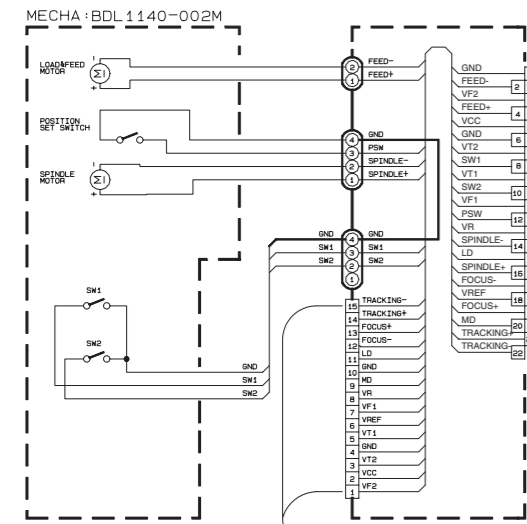 MECHA:BDL1140-002M
LOAD&FEED
MOTOR
M
-
+
2 FEED-
1 FEED+
POSITION
SET SWITCH
4 GND
3 PSW
2 SPINDLE-
1 SPINDLE+
SPINDLE
MOTOR
M
-
+
GND 4 GND
SW1 3 SW1
SW2 2 SW2
1
SW1
SW2
GND
SW1
SW2
15 TRACKING-
14 TRACKING+
13 FOCUS+
12 FOCUS-
11 LD
10 GND
9 MD
8 VR
7 VF1
6 VREF
5 VT1
4 GND
3 VT2
2 VCC
1 VF2
GND
FEED- 2
VF2
FEED+ 4
VCC
GND 6
VT2
SW1 8
VT1
SW2 10
VF1
PSW 12
VR
SPINDLE- 14
LD
SPINDLE+ 16
FOCUS-
VREF 18
FOCUS+
MD 20
TRACKING+
TRACKING- 22